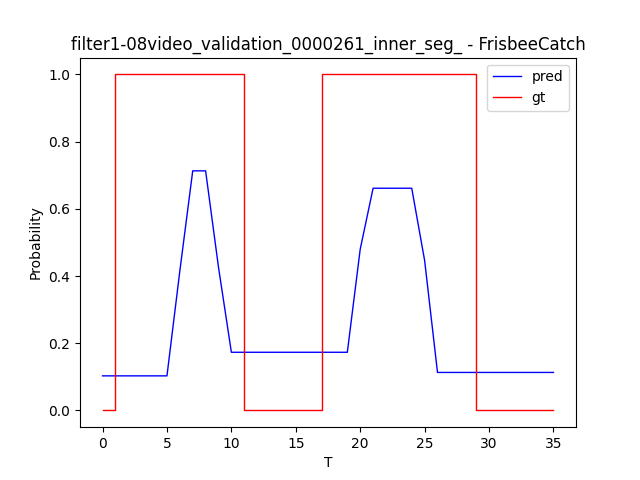 filter1-08video_validation_0000261_inner_seg_ - FrisbeeCatch
pred
gt
1.0
0.8
0.6
0.4
0.2
0.0
Probability
0 5 10 15 20 25 30 35
T